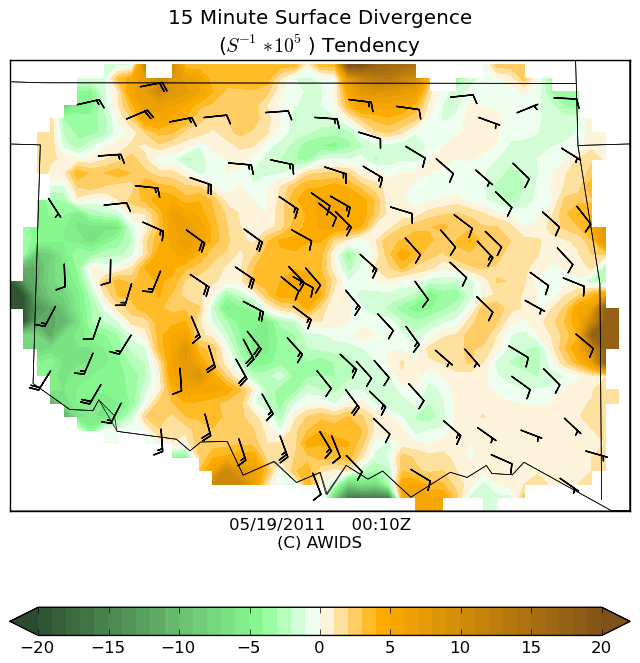 15 Minute Surface Divergence
(S⁻¹ * 10⁵ ) Tendency
05/19/2011 00:10Z
(C) AWIDS
−20 −15 −10 −5 0 5 10 15 20